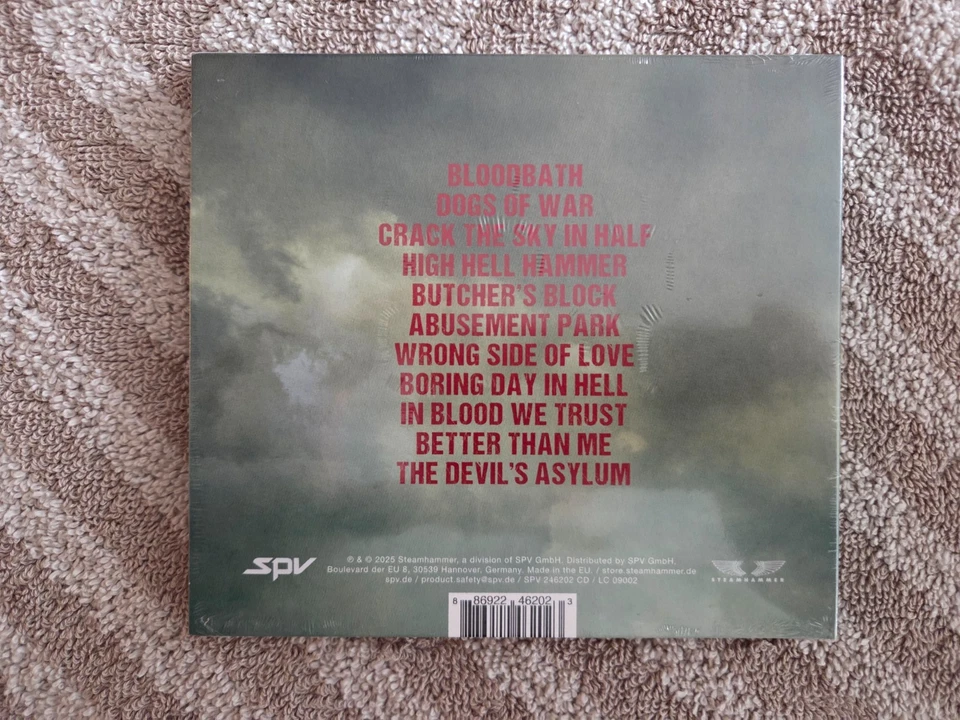 BLOODBATH
DOGS OF WAR
CRACK THE SKY IN HALF
HIGH HELL HAMMER
BUTCHER'S BLOCK
ABUSEMENT PARK
WRONG SIDE OF LOVE
BORING DAY IN HELL
IN BLOOD WE TRUST
BETTER THAN ME
THE DEVIL'S ASYLUM
SPV
℗ & © 2025 Steamhammer, a division of SPV GmbH. Distributed by SPV GmbH.
Boulevard der EU 8, 30539 Hannover, Germany. Made in the EU. / store.steamhammer.de
spv.de / product.safety@spv.de / SPV 246202 CD / LC 09002
STEAMHAMMER
8 86922 46202 3